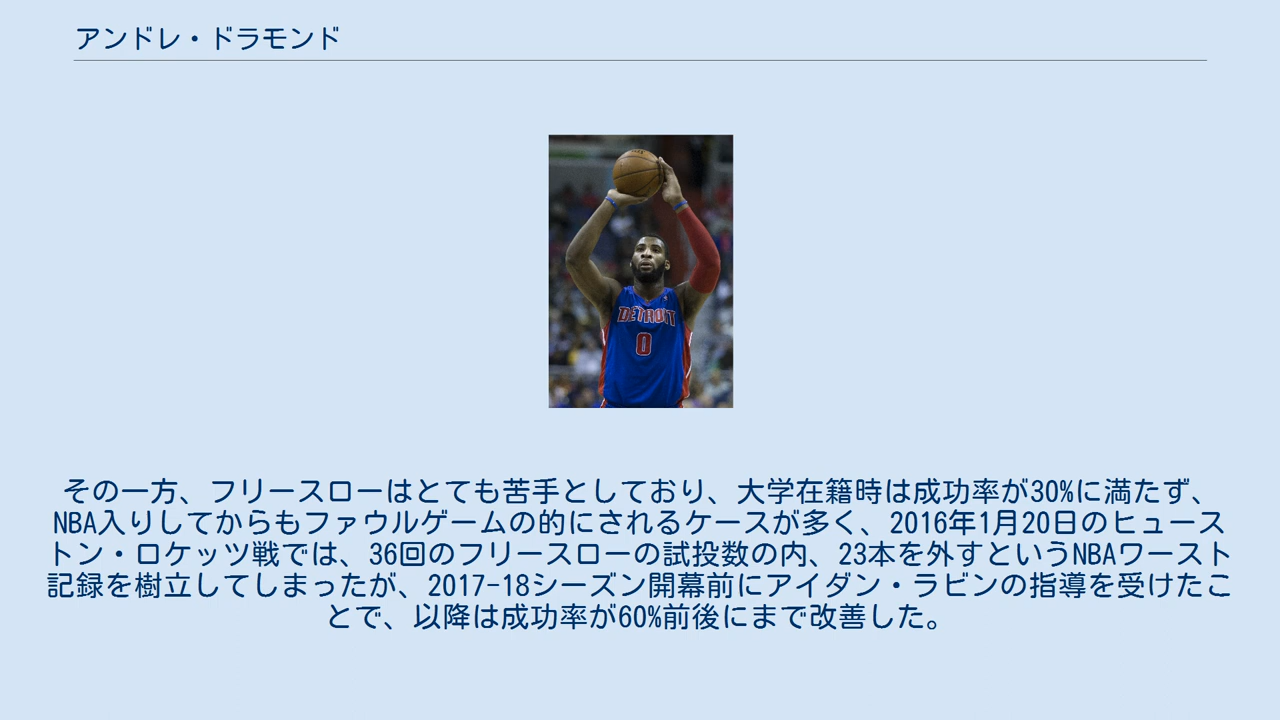 アンドレ・ドラモンド
DETROIT
0
その一方、フリースローはとても苦手としており、大学在籍時は成功率が30%に満たず、
NBA入りしてからもファウルゲームの的にされるケースが多く、2016年1月20日のヒュース
トン・ロケッツ戦では、36回のフリースローの試投数の内、23本を外すというNBAワースト
記録を樹立してしまったが、2017-18シーズン開幕前にアイダン・ラビンの指導を受けたこ
とで、以降は成功率が60%前後にまで改善した。